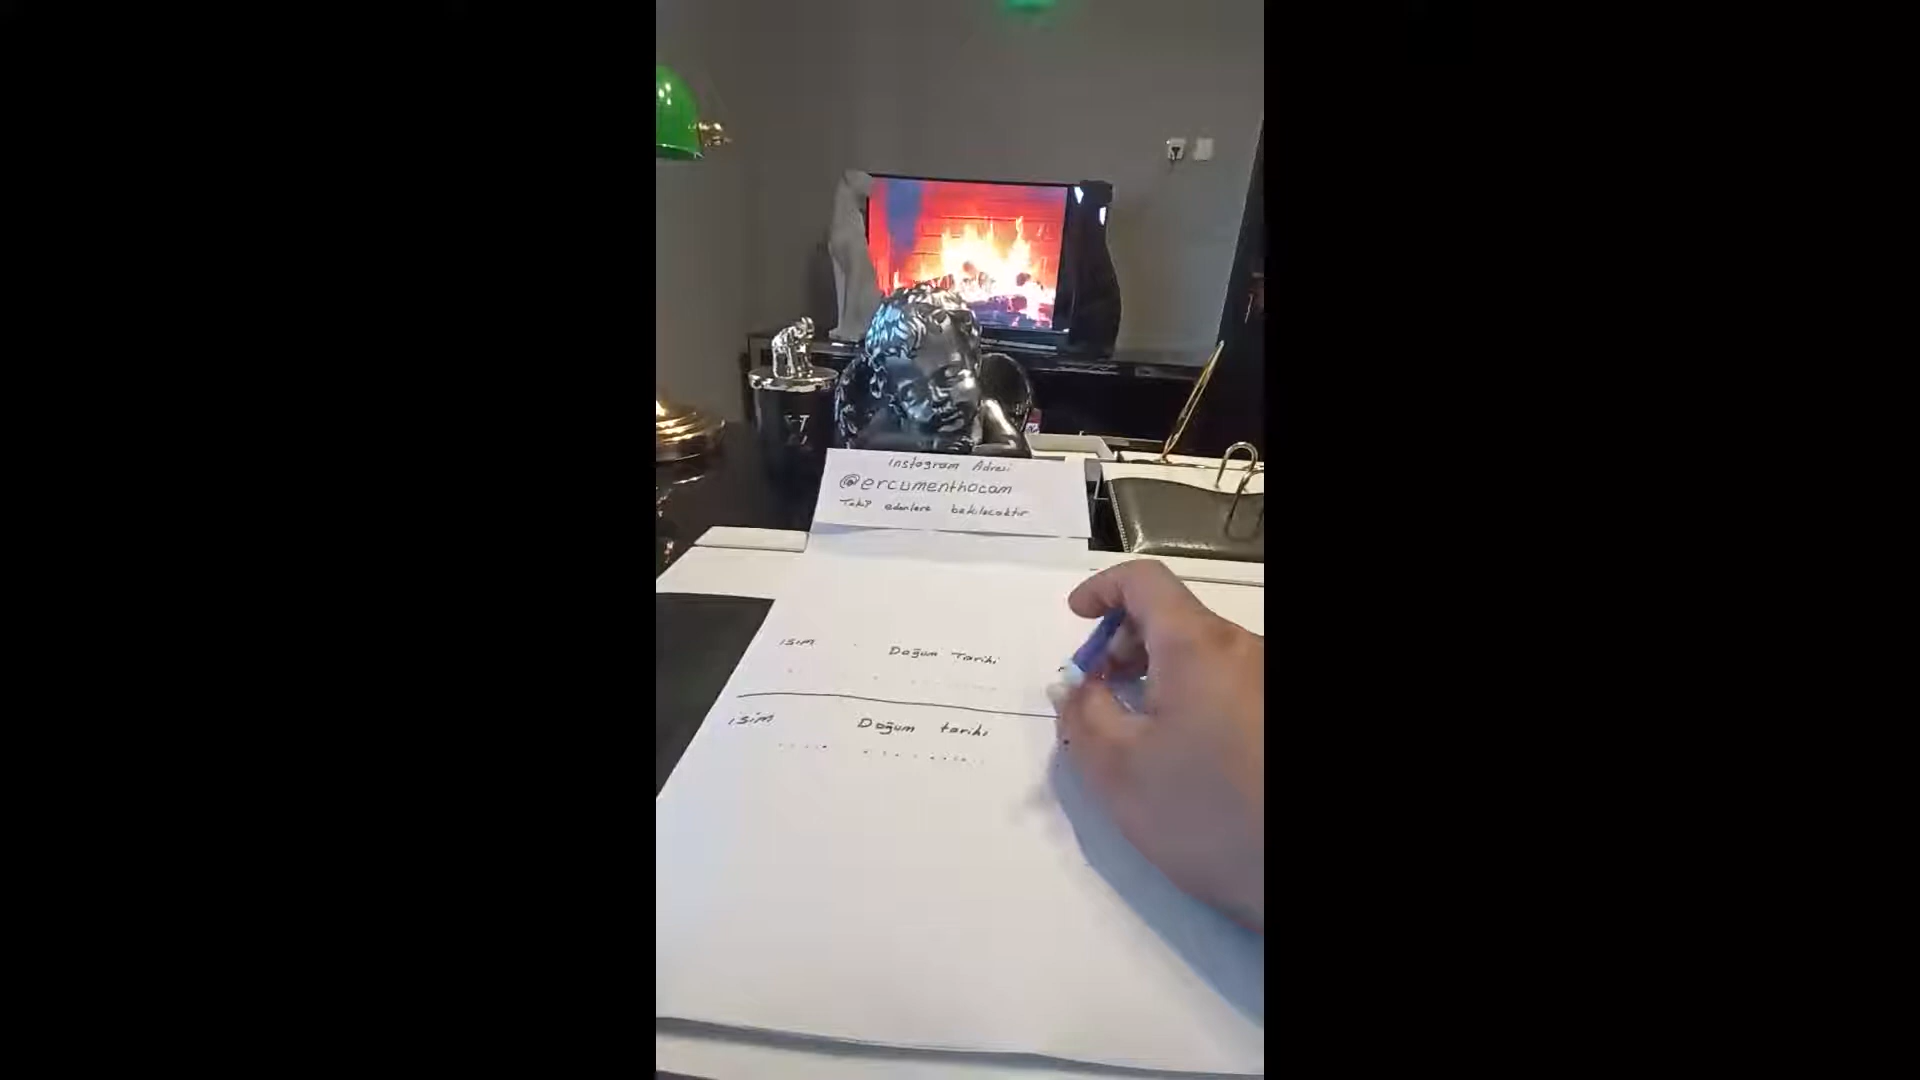 instagram Adresi
@ercumenthocam
Takip edenlere bakılacaktır
isim Doğum Tarihi
isim Doğum tarihi